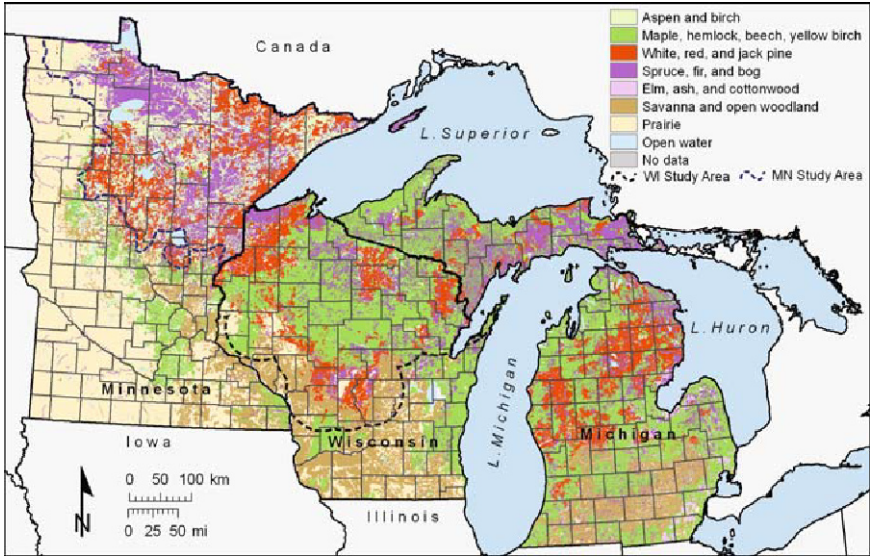 Canada
Aspen and birch
Maple, hemlock, beech, yellow birch
White, red, and jack pine
Spruce, fir, and bog
Elm, ash, and cottonwood
Savanna and open woodland
Prairie
Open water
No data
WI Study Area
MN Study Area
L. Superior
L. Huron
L. Michigan
Minnesota
Wisconsin
Michigan
Iowa
Illinois
N
0 50 100 km
0 25 50 mi